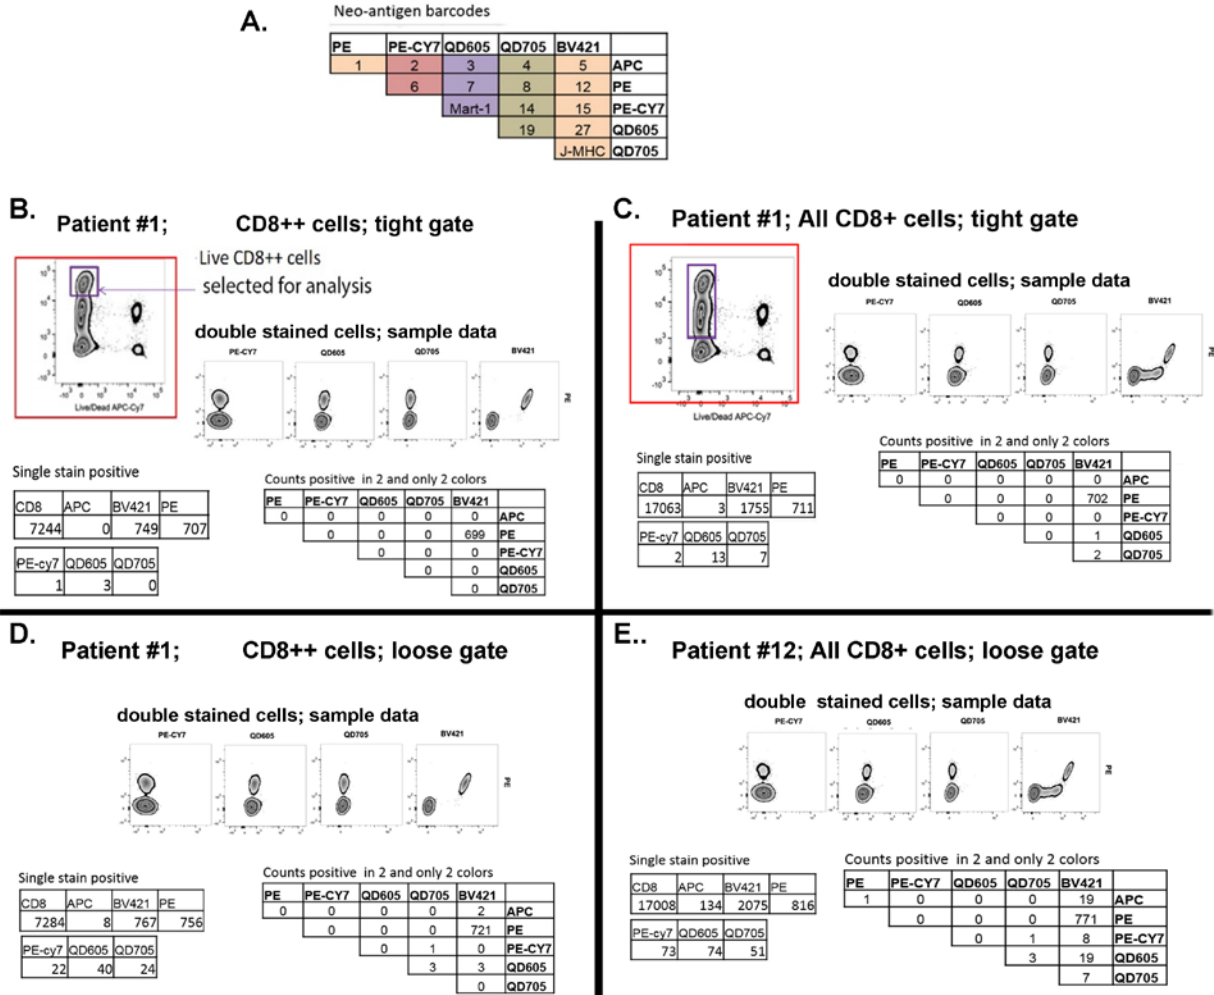 A.
Neo-antigen barcodes
PE PE-CY7 QD605 QD705 BV421
1 2 3 4 5 APC
6 7 8 12 PE
Mart-1 14 15 PE-CY7
19 27 QD605
J-MHC QD705
B.
Patient #1; CD8++ cells; tight gate
Live CD8++ cells
selected for analysis
Live/Dead APC-Cy7
double stained cells; sample data
PE-CY7 QD605 QD705 BV421
PE
Single stain positive
CD8 APC BV421 PE
7244 0 749 707
PE-cy7 QD605 QD705
1 3 0
Counts positive in 2 and only 2 colors
PE PE-CY7 QD605 QD705 BV421
0 0 0 0 0 APC
0 0 0 699 PE
0 0 0 PE-CY7
0 0 QD605
0 QD705
C.
Patient #1; All CD8+ cells; tight gate
Live/Dead APC-Cy7
double stained cells; sample data
PE-CY7 QD605 QD705 BV421
PE
Single stain positive
CD8 APC BV421 PE
17063 3 1755 711
PE-cy7 QD605 QD705
2 13 7
Counts positive in 2 and only 2 colors
PE PE-CY7 QD605 QD705 BV421
0 0 0 0 0 APC
0 0 0 702 PE
0 0 0 PE-CY7
0 1 QD605
2 QD705
D.
Patient #1; CD8++ cells; loose gate
double stained cells; sample data
PE-CY7 QD605 QD705 BV421
PE
Single stain positive
CD8 APC BV421 PE
7284 8 767 756
PE-cy7 QD605 QD705
22 40 24
Counts positive in 2 and only 2 colors
PE PE-CY7 QD605 QD705 BV421
0 0 0 0 2 APC
0 0 0 721 PE
0 1 0 PE-CY7
3 3 QD605
0 QD705
E..
Patient #12; All CD8+ cells; loose gate
double stained cells; sample data
PE-CY7 QD605 QD705 BV421
PE
Single stain positive
CD8 APC BV421 PE
17008 134 2075 816
PE-cy7 QD605 QD705
73 74 51
Counts positive in 2 and only 2 colors
PE PE-CY7 QD605 QD705 BV421
1 0 0 0 19 APC
0 0 0 771 PE
0 1 8 PE-CY7
3 19 QD605
7 QD705